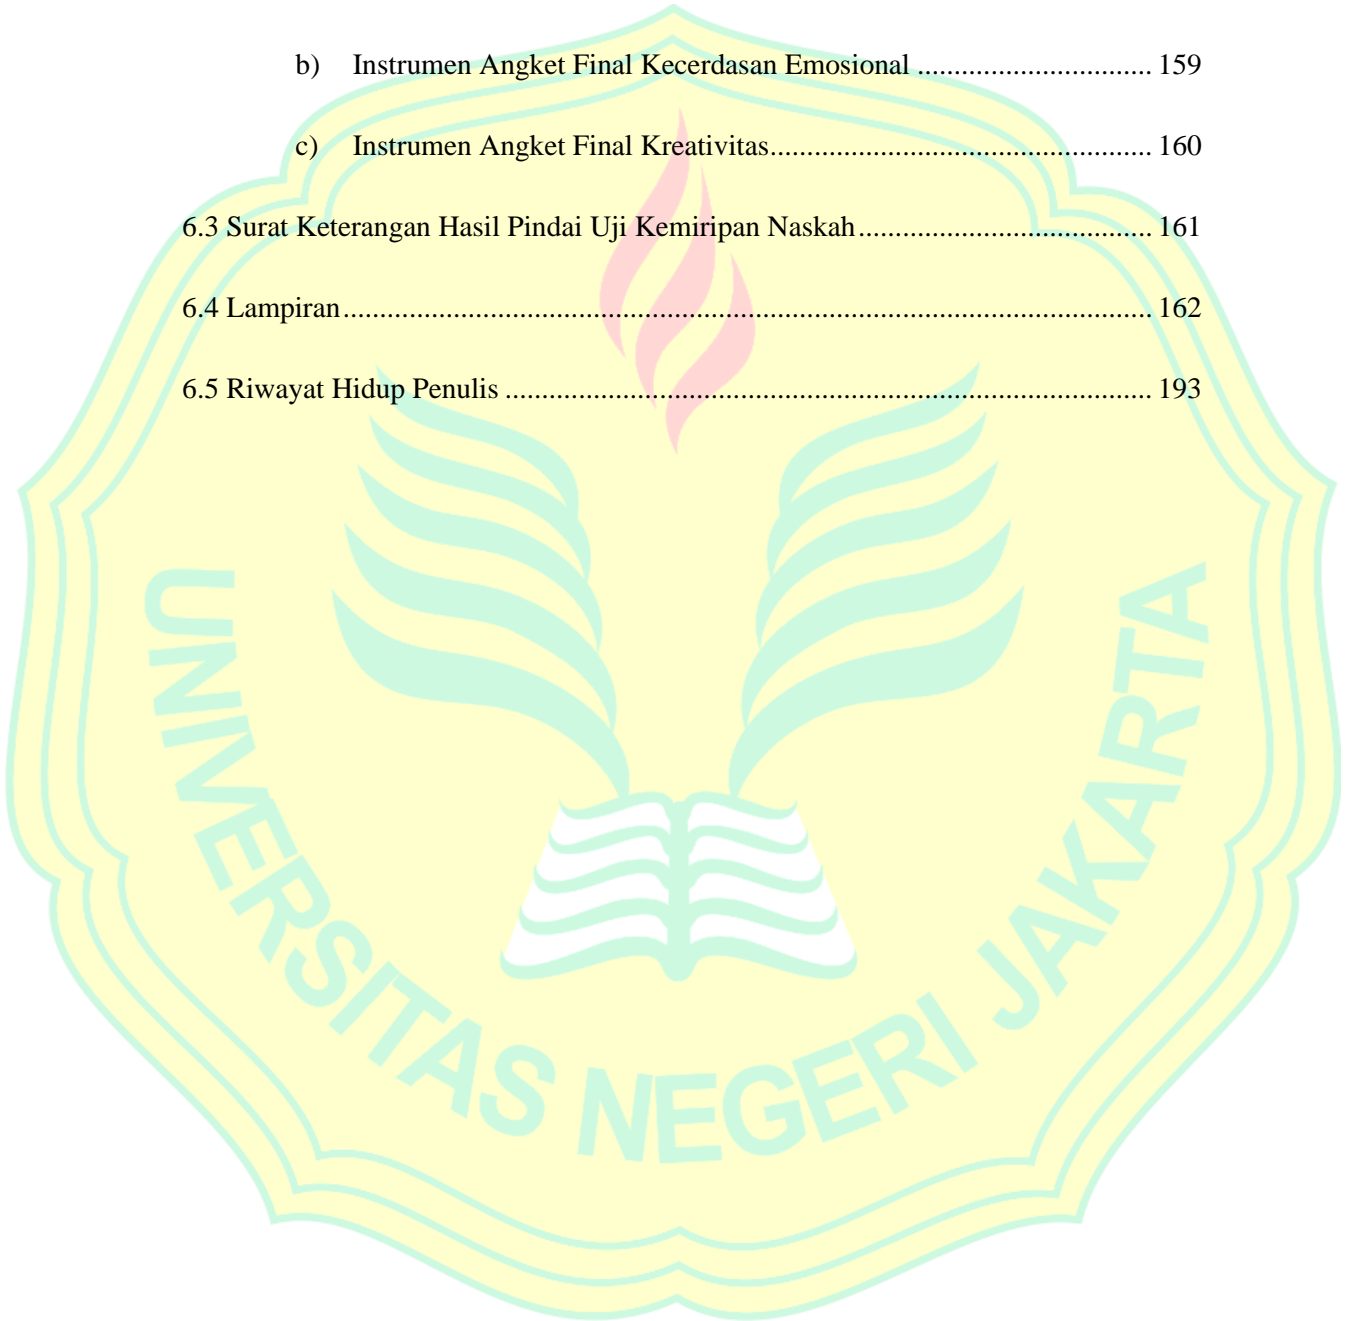 b) Instrumen Angket Final Kecerdasan Emosional ................................ 159
c) Instrumen Angket Final Kreativitas.................................................... 160
6.3 Surat Keterangan Hasil Pindai Uji Kemiripan Naskah........................................ 161
6.4 Lampiran.............................................................................................................. 162
6.5 Riwayat Hidup Penulis ........................................................................................ 193
UNIVERSITAS NEGERI JAKARTA